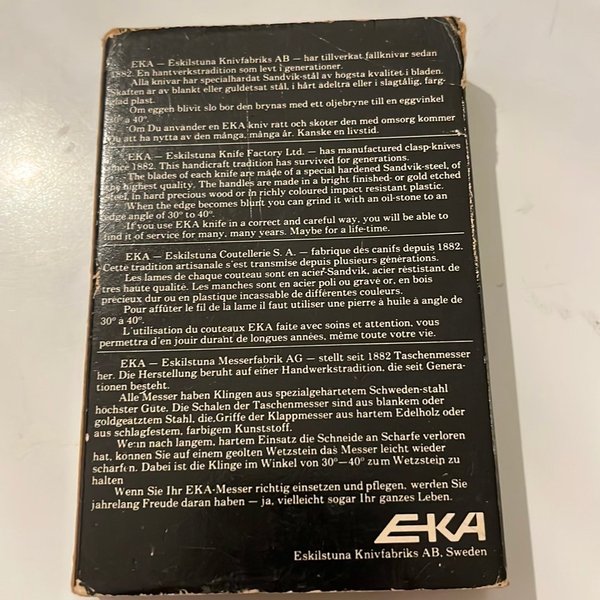 EKA — Eskilstuna Knivfabriks AB — har tillverkat fällknivar sedan
1882. En hantverkstradition som levt i generationer.
Alla knivar har specialhärdat Sandvik-stål av högsta kvalitet i bladen.
Skaften är av blankt eller guldetsat stål, i hårt ädelträ eller i slagtålig, färg-
glad plast.
Om eggen blivit slö bör den brynas med ett oljebryne till en eggvinkel
30° à 40°.
Om Du använder en EKA kniv rätt och sköter den med omsorg kommer
Du att ha nytta av den många, många år. Kanske en livstid.
EKA — Eskilstuna Knife Factory Ltd. — has manufactured clasp-knives
since 1882. This handicraft tradition has survived for generations.
The blades of each knife are made of a special hardened Sandvik-steel, of
the highest quality. The handles are made in a bright finished- or gold etched
steel, in hard precious wood or in richly coloured impact resistant plastic.
When the edge becomes blunt you can grind it with an oil-stone to an
edge angle of 30° to 40°.
If you use EKA knife in a correct and careful way, you will be able to
find it of service for many, many years. Maybe for a life-time.
EKA — Eskilstuna Coutellerie S. A. — fabrique dés canifs depuis 1882.
Cette tradition artisanale s'est transmise depuis plusieurs générations.
Les lames de chaque couteau sont en acier-Sandvik, acier résistant de
très haute qualité. Les manches sont en acier poli ou gravé or, en bois
précieux dur ou en plastique incassable de différentes couleurs.
Pour affûter le fil de la lame il faut utiliser une pierre à huile à angle de
30° à 40°.
L'utilisation du couteaux EKA faite avec soins et attention, vous
permettra d'en jouir durant de longues années, même toute votre vie.
EKA — Eskilstuna Messerfabrik AG — stellt seit 1882 Taschenmesser
her. Die Herstellung beruht auf einer Handwerkstradition, die seit Genera-
tionen besteht.
Alle Messer haben Klingen aus spezialgehärtetem Schweden-stahl
höchster Güte. Die Schalen der Taschenmesser sind aus blankem oder
goldgeätztem Stahl, die Griffe der Klappmesser aus hartem Edelholz oder
aus schlagfestem, farbigem Kunststoff.
Wenn nach langem, hartem Einsatz die Schneide an Schärfe verloren
hat, können Sie auf einem geölten Wetzstein das Messer leicht wieder
schärfen. Dabei ist die Klinge im Winkel von 30°—40° zum Wetzstein zu
halten
Wenn Sie Ihr EKA-Messer richtig einsetzen und pflegen, werden Sie
jahrelang Freude daran haben — ja, vielleicht sogar Ihr ganzes Leben.
EKA
Eskilstuna Knivfabriks AB, Sweden